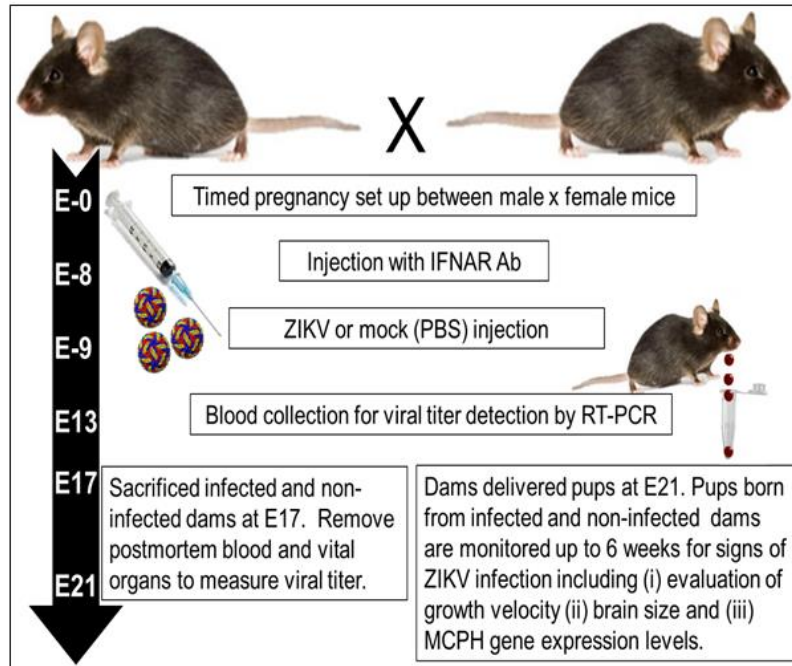 X
E-0
Timed pregnancy set up between male x female mice
E-8
Injection with IFNAR Ab
E-9
ZIKV or mock (PBS) injection
E13
Blood collection for viral titer detection by RT-PCR
E17
Sacrificed infected and non-
infected dams at E17. Remove
postmortem blood and vital
organs to measure viral titer.
E21
Dams delivered pups at E21. Pups born
from infected and non-infected dams
are monitored up to 6 weeks for signs of
ZIKV infection including (i) evaluation of
growth velocity (ii) brain size and (iii)
MCPH gene expression levels.